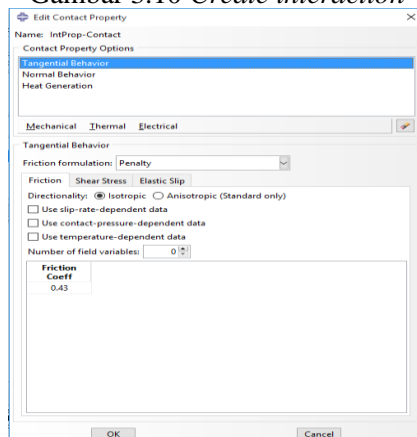 Gambar 3.16 Create interaction
Edit Contact Property
Name: IntProp-Contact
Contact Property Options
Tangential Behavior
Normal Behavior
Heat Generation
Mechanical Thermal Electrical
Tangential Behavior
Friction formulation: Penalty
Friction Shear Stress Elastic Slip
Directionality: Isotropic Anisotropic (Standard only)
Use slip-rate-dependent data
Use contact-pressure-dependent data
Use temperature-dependent data
Number of field variables: 0
Friction
Coeff
0.43
OK Cancel